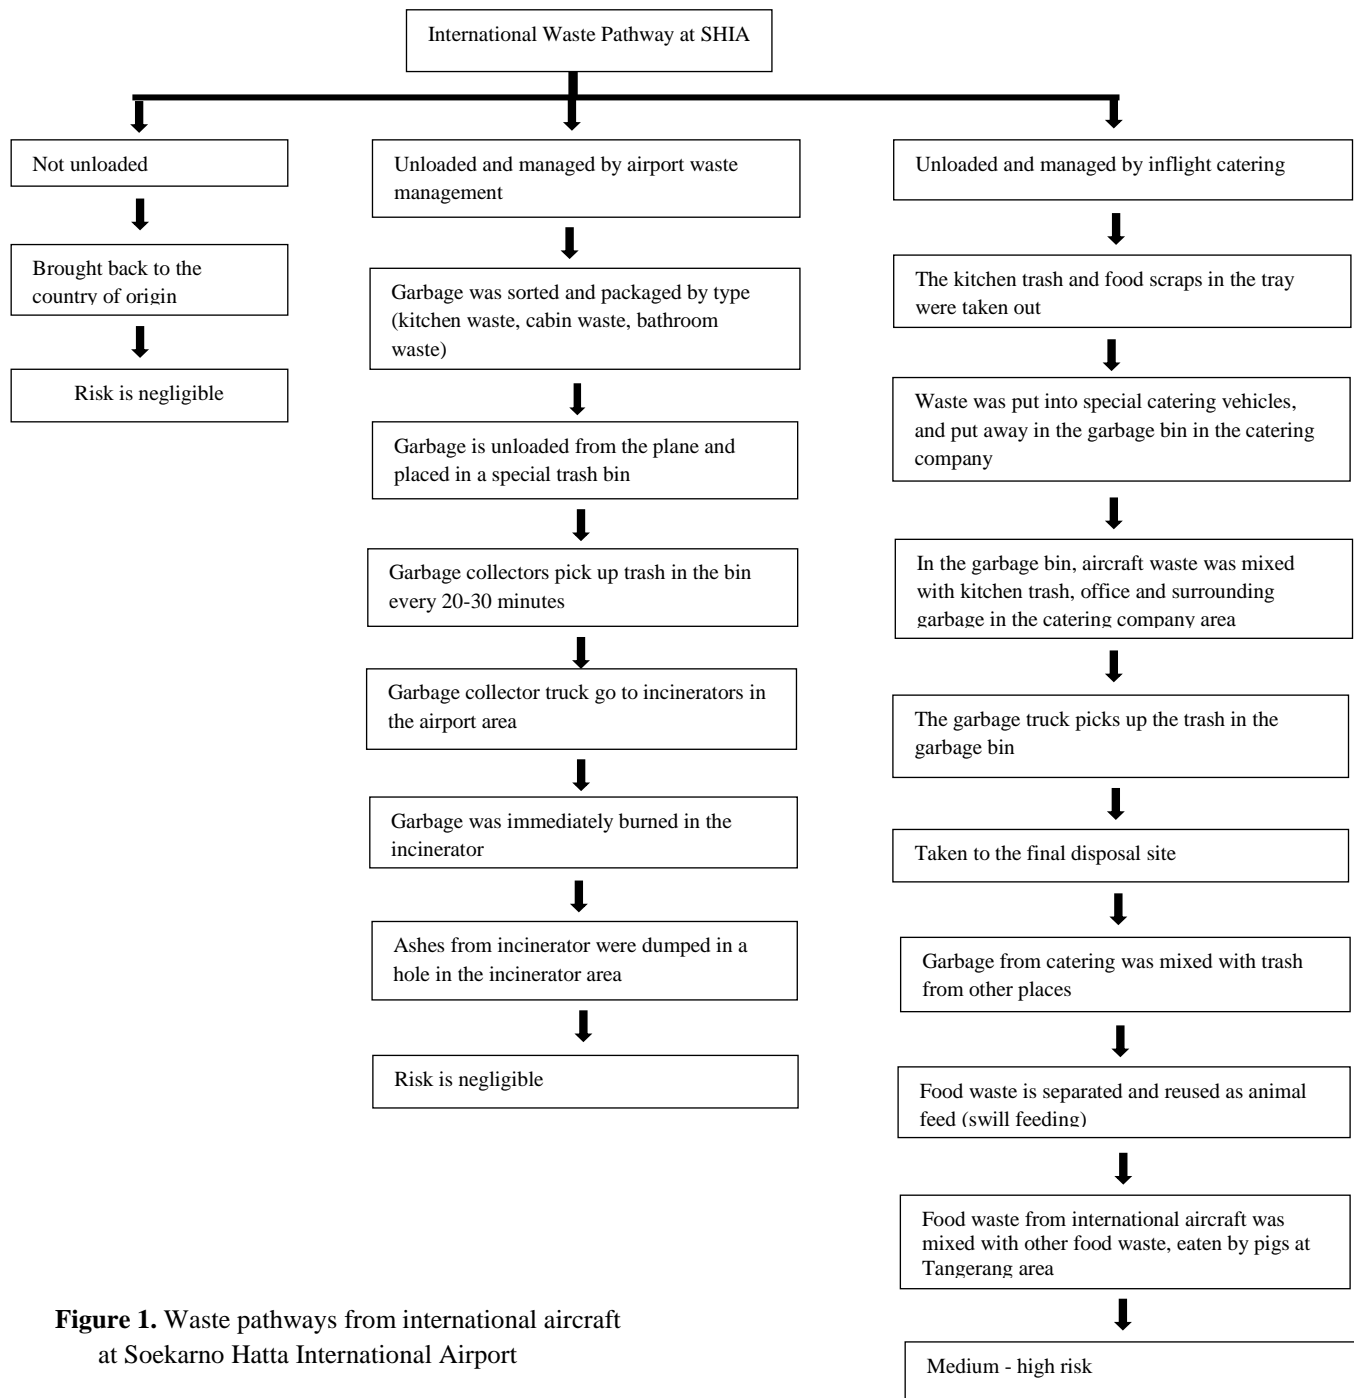 International Waste Pathway at SHIA
Not unloaded
Brought back to the
country of origin
Risk is negligible
Unloaded and managed by airport waste
management
Garbage was sorted and packaged by type
(kitchen waste, cabin waste, bathroom
waste)
Garbage is unloaded from the plane and
placed in a special trash bin
Garbage collectors pick up trash in the bin
every 20-30 minutes
Garbage collector truck go to incinerators in
the airport area
Garbage was immediately burned in the
incinerator
Ashes from incinerator were dumped in a
hole in the incinerator area
Risk is negligible
Unloaded and managed by inflight catering
The kitchen trash and food scraps in the tray
were taken out
Waste was put into special catering vehicles,
and put away in the garbage bin in the catering
company
In the garbage bin, aircraft waste was mixed
with kitchen trash, office and surrounding
garbage in the catering company area
The garbage truck picks up the trash in the
garbage bin
Taken to the final disposal site
Garbage from catering was mixed with trash
from other places
Food waste is separated and reused as animal
feed (swill feeding)
Food waste from international aircraft was
mixed with other food waste, eaten by pigs at
Tangerang area
Medium - high risk
Figure 1. Waste pathways from international aircraft
at Soekarno Hatta International Airport